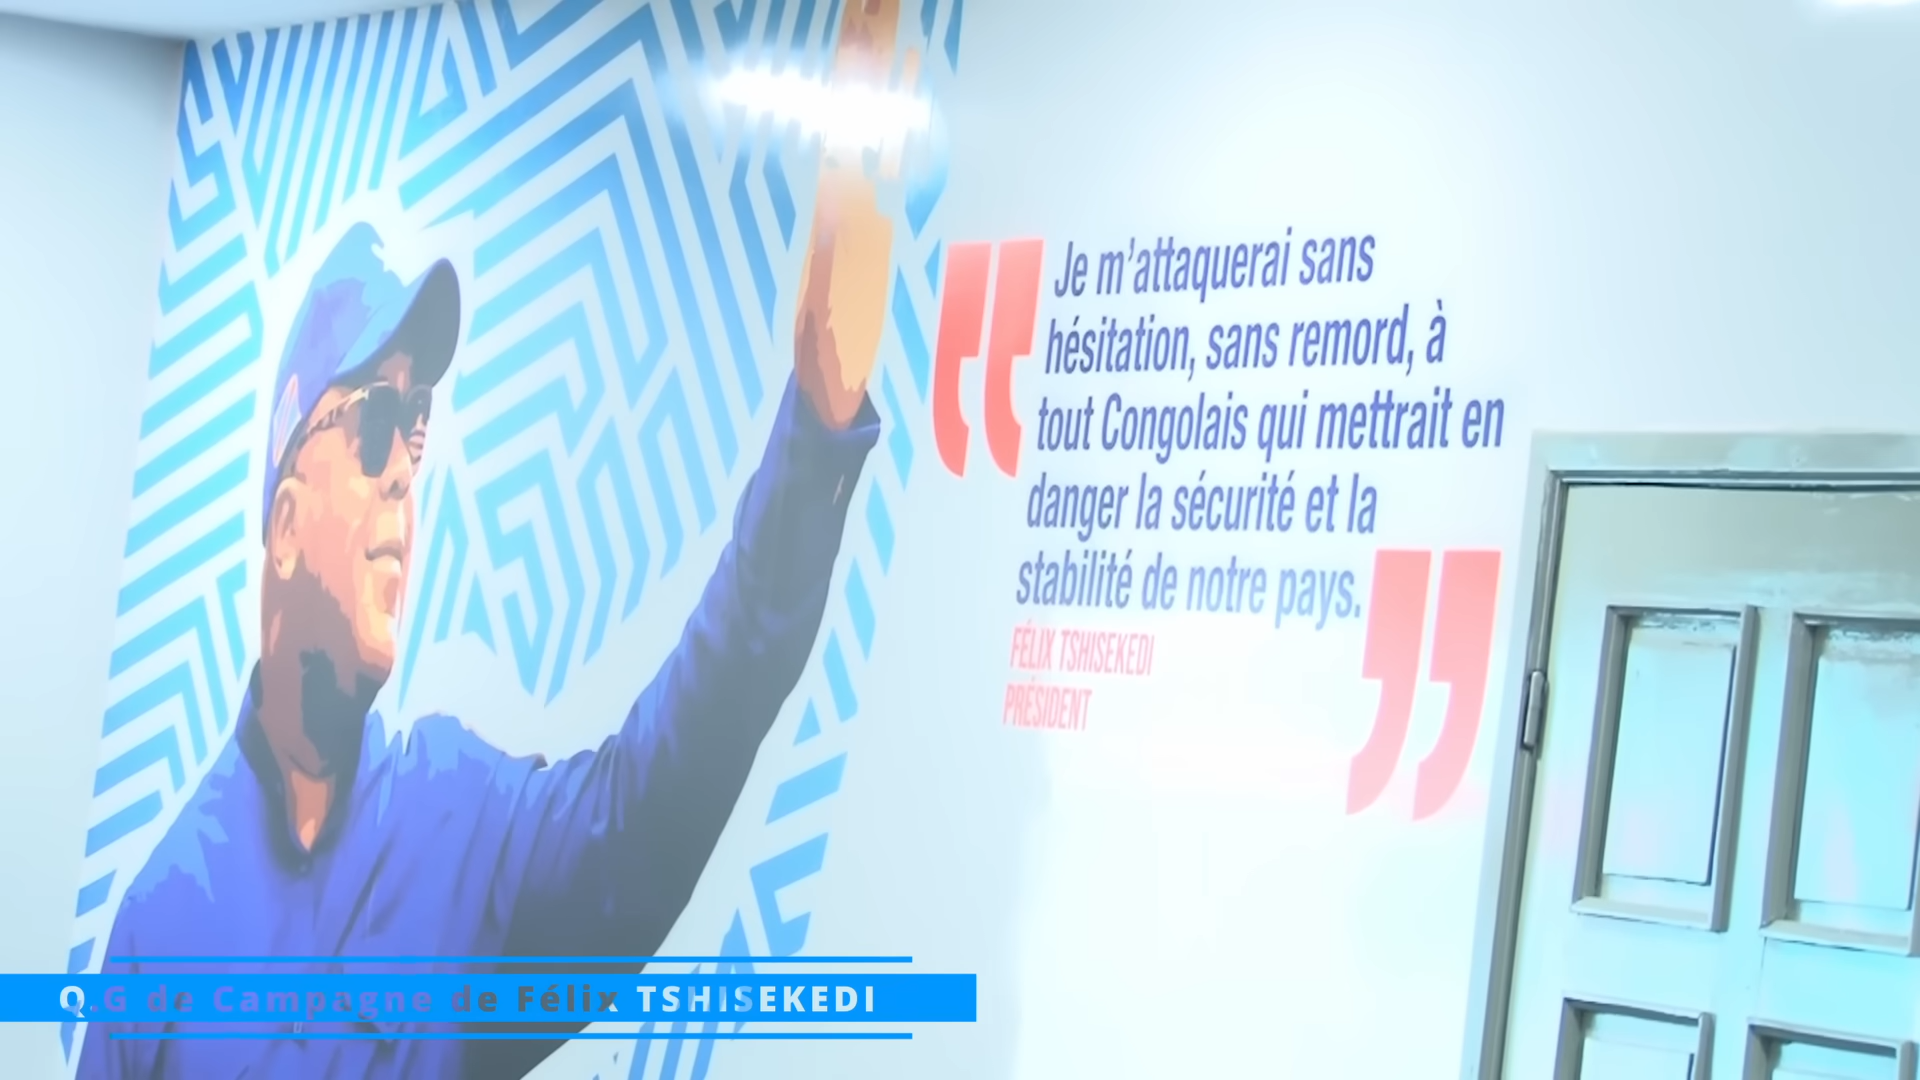 “
Je m’attaquerai sans
hésitation, sans remord, à
tout Congolais qui mettrait en
danger la sécurité et la
stabilité de notre pays.
”
FÉLIX TSHISEKEDI
PRÉSIDENT
Q.G de Campagne de Félix TSHISEKEDI